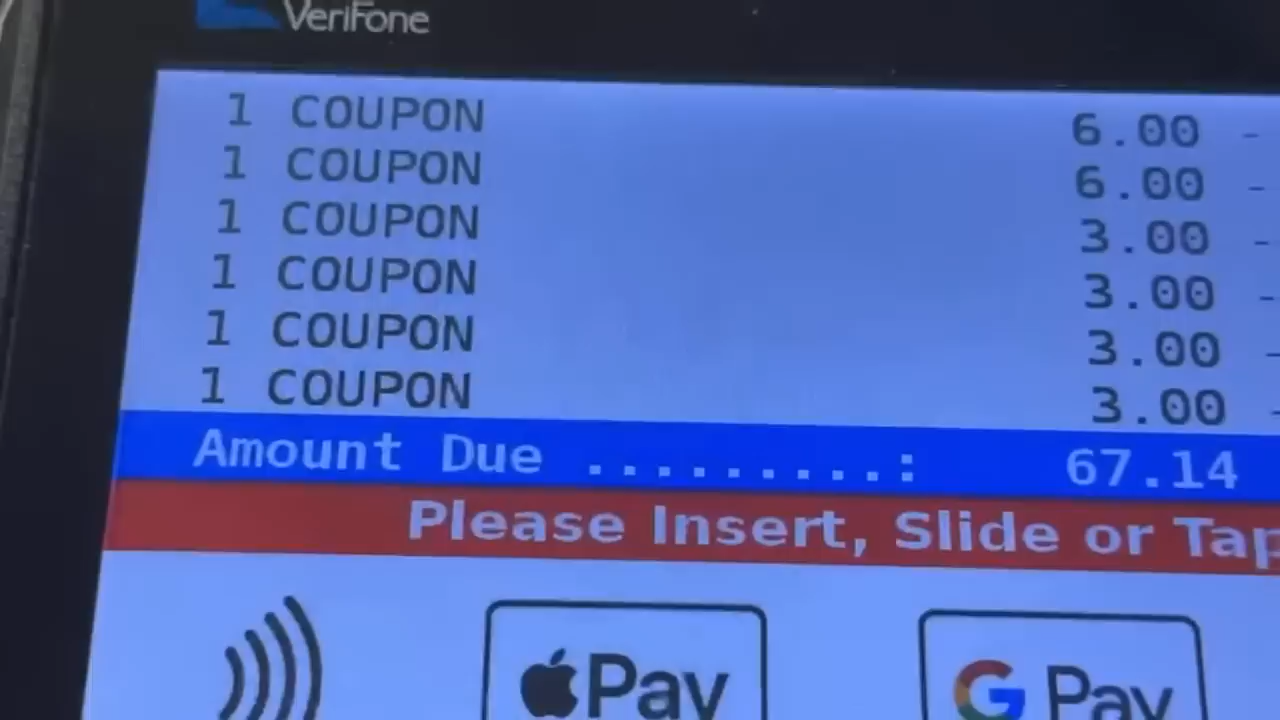 VeriFone
1 COUPON 6.00 -
1 COUPON 6.00 -
1 COUPON 3.00 -
1 COUPON 3.00 -
1 COUPON 3.00 -
1 COUPON 3.00 -
Amount Due .........: 67.14
Please Insert, Slide or Tap
Pay G Pay